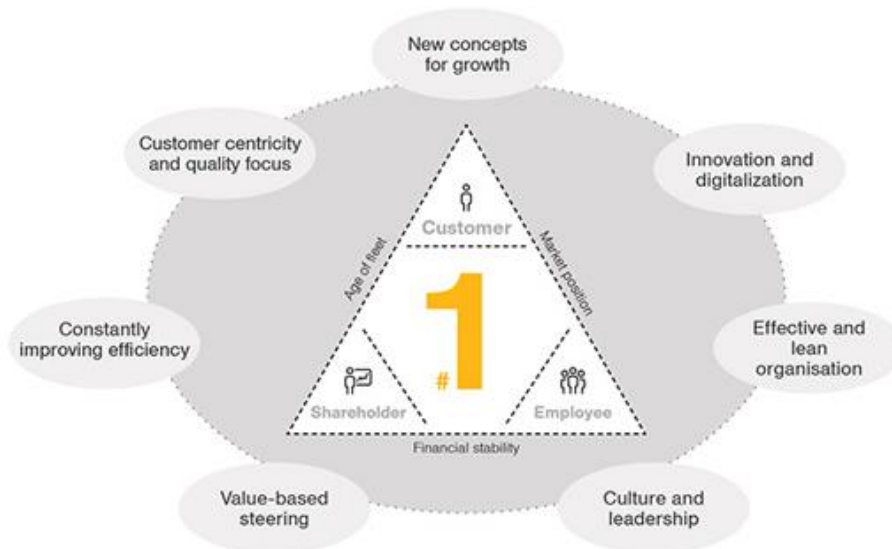 New concepts
for growth
Customer centricity
and quality focus
Innovation and
digitalization
Customer
Age of fleet
Market position
#1
Constantly
improving efficiency
Effective and
lean
organisation
Shareholder
Employee
Financial stability
Value-based
steering
Culture and
leadership